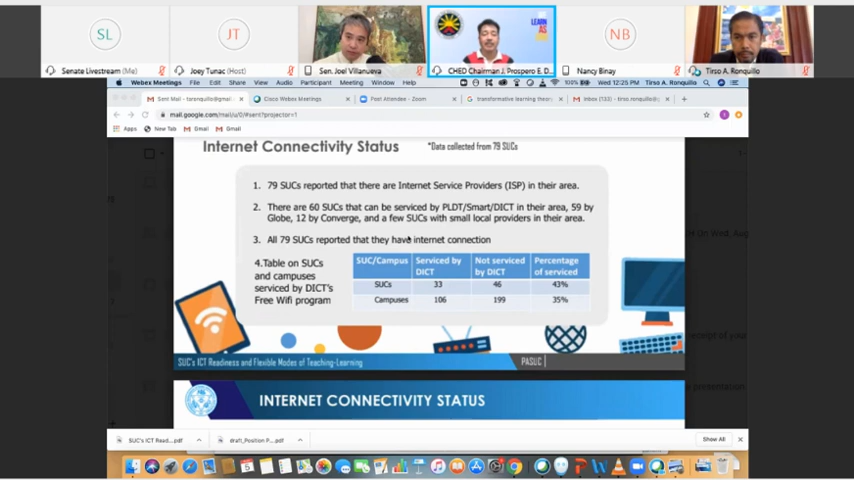 SL
JT
NB
LEARN
AS
Senate Livestream (Me)
Joey Tunac (Host)
Sen. Joel Villanueva
CHED Chairman J. Prospero E. D...
Nancy Binay
Tirso A. Ronquillo
Webex Meetings File Edit Share View Audio Participant Meeting Window Help
Wed 12:25 PM Tirso A. Ronquillo
Cisco Webex Meetings
Post Attendee - Zoom
mail.google.com/mail/u/0/#sent?projector=1
Apps New Tab Gmail Gmail
Internet Connectivity Status *Data collected from 79 SUCs
1. 79 SUCs reported that there are Internet Service Providers (ISP) in their area.
2. There are 60 SUCs that can be serviced by PLDT/Smart/DICT in their area, 59 by
Globe, 12 by Converge, and a few SUCs with small local providers in their area.
3. All 79 SUCs reported that they have internet connection
4.Table on SUCs
and campuses
serviced by DICT's
Free Wifi program
SUC/Campus Serviced by DICT Not serviced by DICT Percentage of serviced
SUCs 33 46 43%
Campuses 106 199 35%
SUC's ICT Readiness and Flexible Modes of Teaching-Learning PASUC
INTERNET CONNECTIVITY STATUS
SUC's ICT Read....pdf
draft_Position P....pdf
Show All